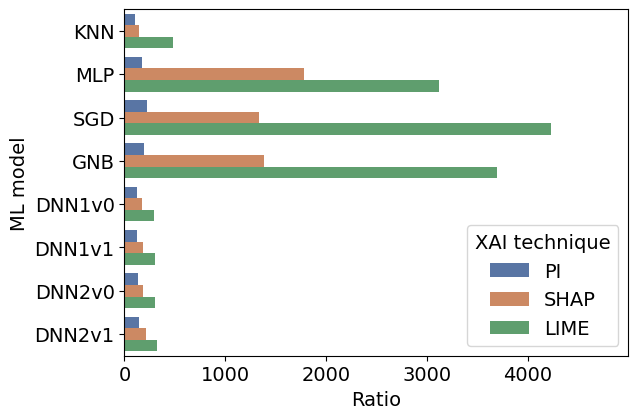 KNN
MLP
SGD
GNB
DNN1v0
DNN1v1
DNN2v0
DNN2v1
ML model
XAI technique
PI
SHAP
LIME
0 1000 2000 3000 4000
Ratio